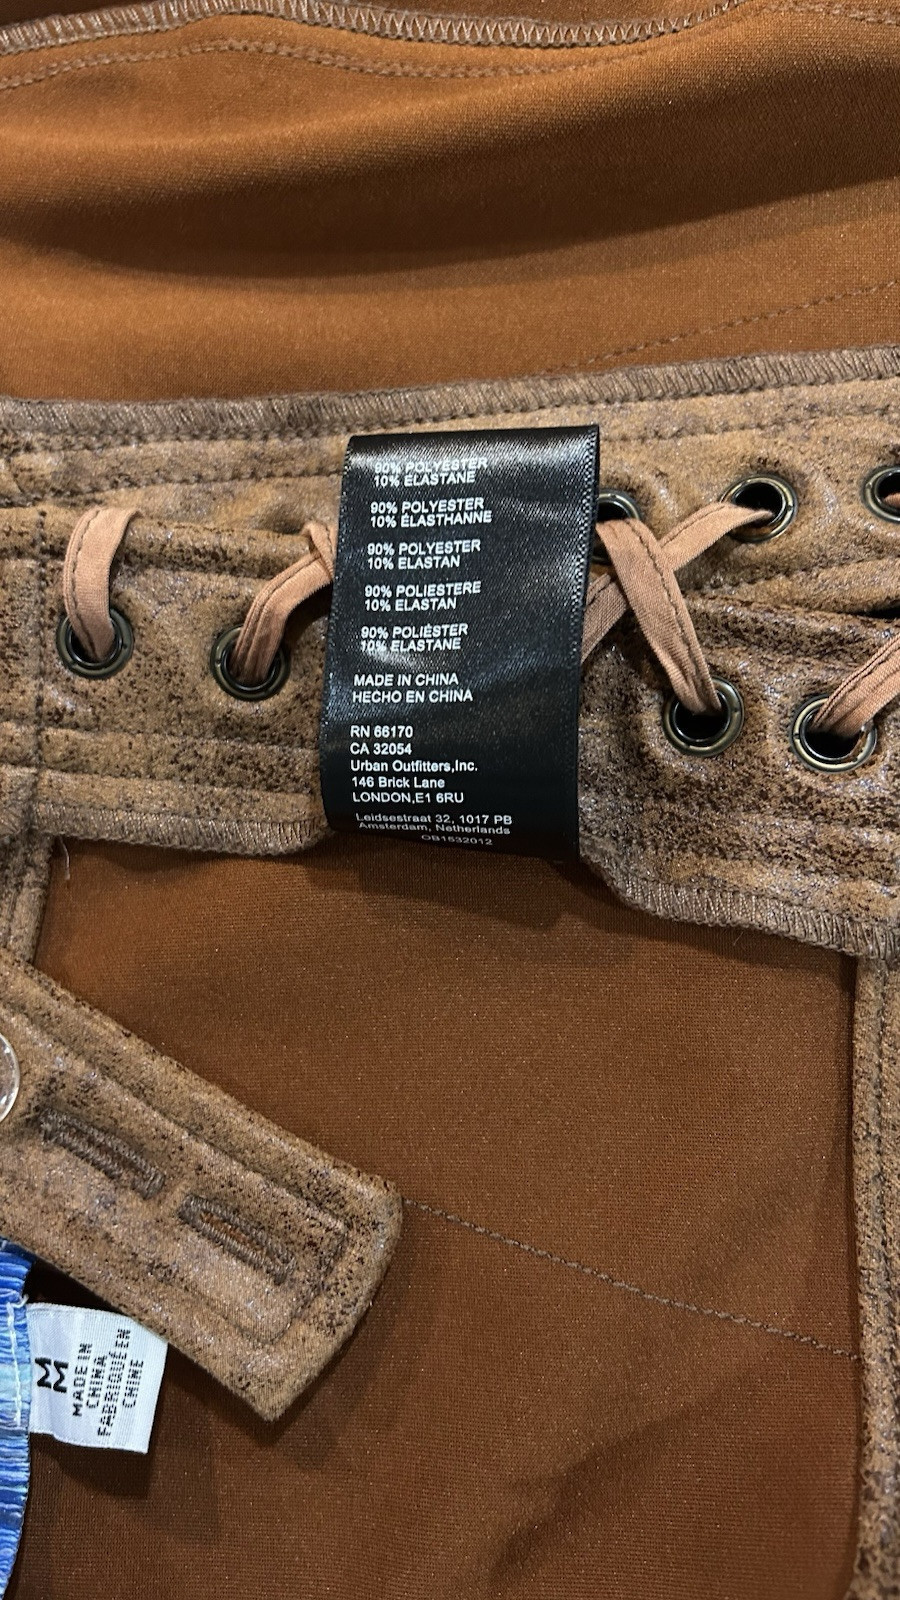 90% POLYESTER
10% ELASTANE
90% POLYESTER
10% ÉLASTHANNE
90% POLYESTER
10% ELASTAN
90% POLIESTERE
10% ELASTAN
90% POLIÉSTER
10% ELASTANE
MADE IN CHINA
HECHO EN CHINA
RN 66170
CA 32054
Urban Outfitters,Inc.
146 Brick Lane
LONDON,E1 6RU
Leidsestraat 32, 1017 PB
Amsterdam, Netherlands
OB1532012
M
M
MADE IN
CHINA
FABRIQUÉ EN
CHINE